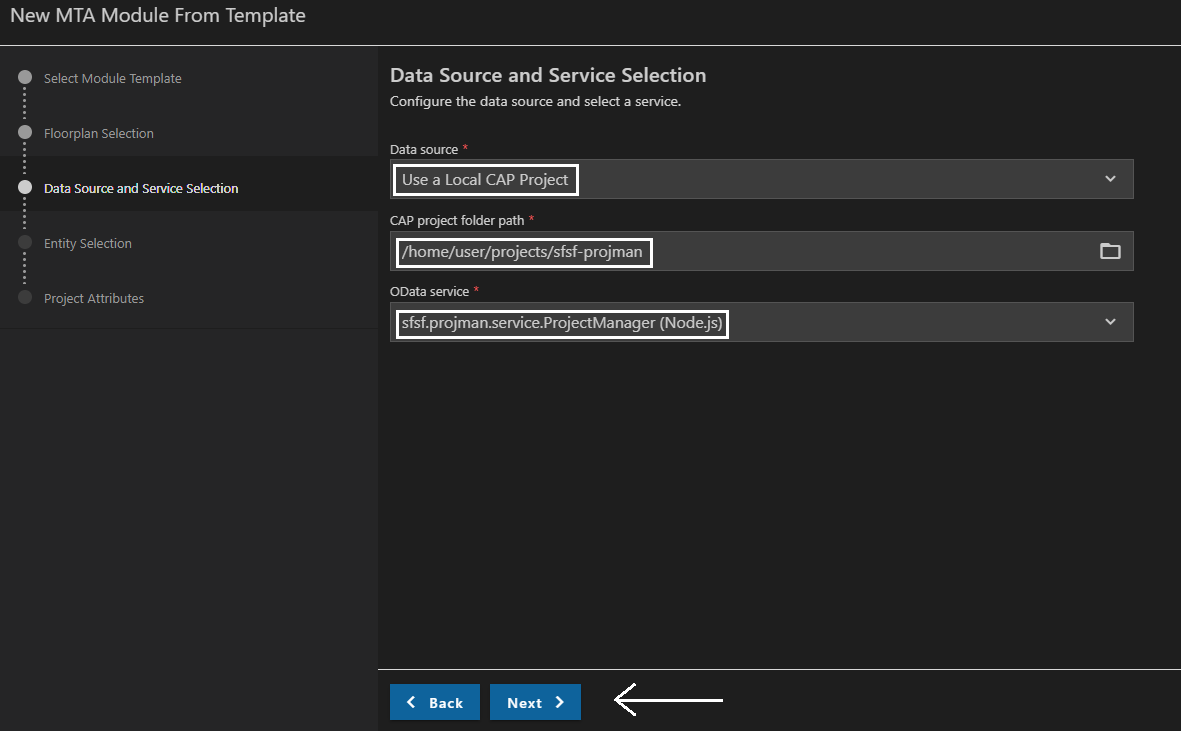 New MTA Module From Template
Select Module Template
Floorplan Selection
Data Source and Service Selection
Entity Selection
Project Attributes
Data Source and Service Selection
Configure the data source and select a service.
Data source *
Use a Local CAP Project
CAP project folder path *
/home/user/projects/sfsf-projman
OData service *
sfsf.projman.service.ProjectManager (Node.js)
Back
Next